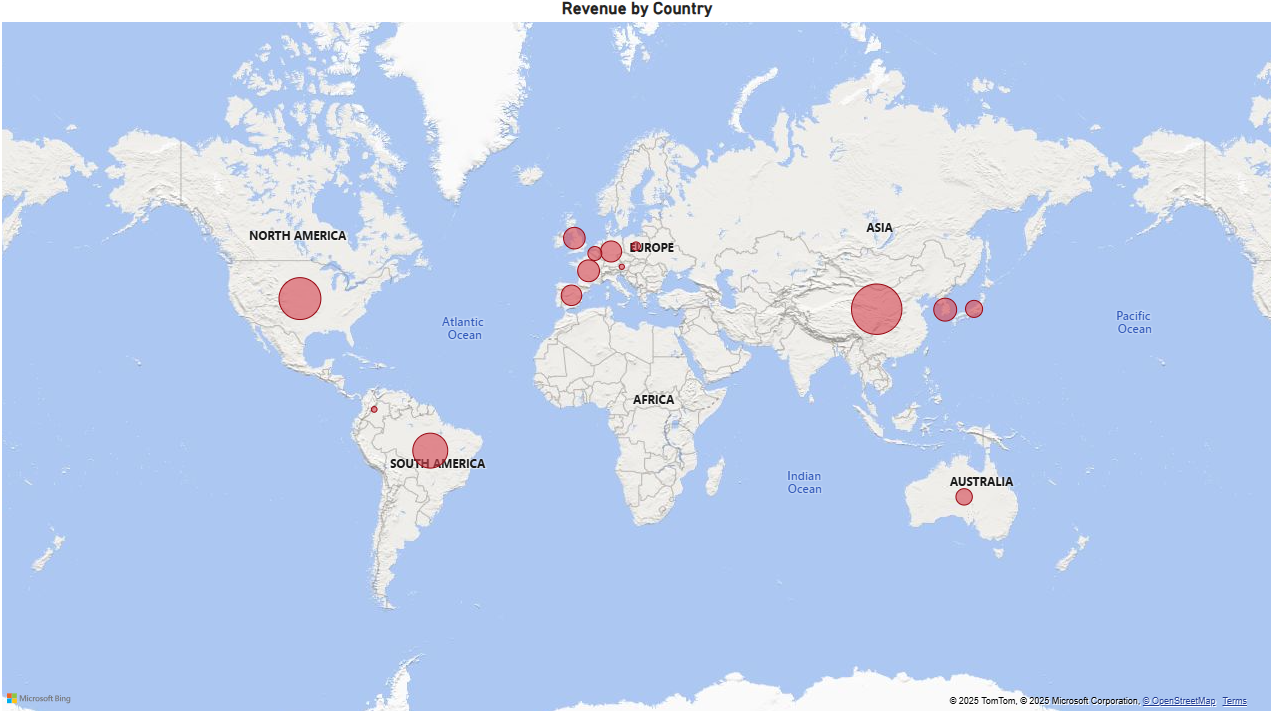 Revenue by Country
ASIA
NORTH AMERICA
EUROPE
Atlantic
Ocean
Pacific
Ocean
AFRICA
SOUTH AMERICA
Indian
Ocean
AUSTRALIA
Microsoft Bing
© 2025 TomTom, © 2025 Microsoft Corporation, © OpenStreetMap Terms